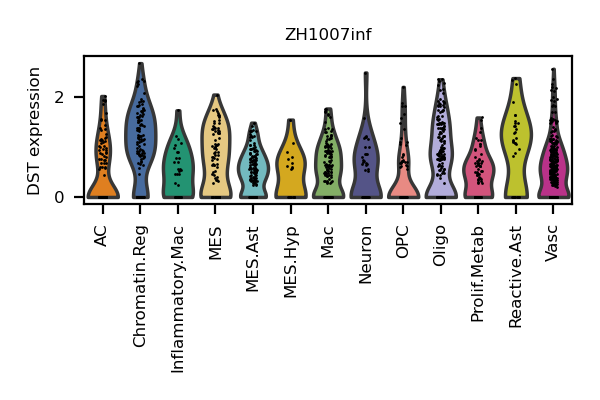 ZH1007inf
DST expression
2
0
AC
Chromatin.Reg
Inflammatory.Mac
MES
MES.Ast
MES.Hyp
Mac
Neuron
OPC
Oligo
Prolif.Metab
Reactive.Ast
Vasc